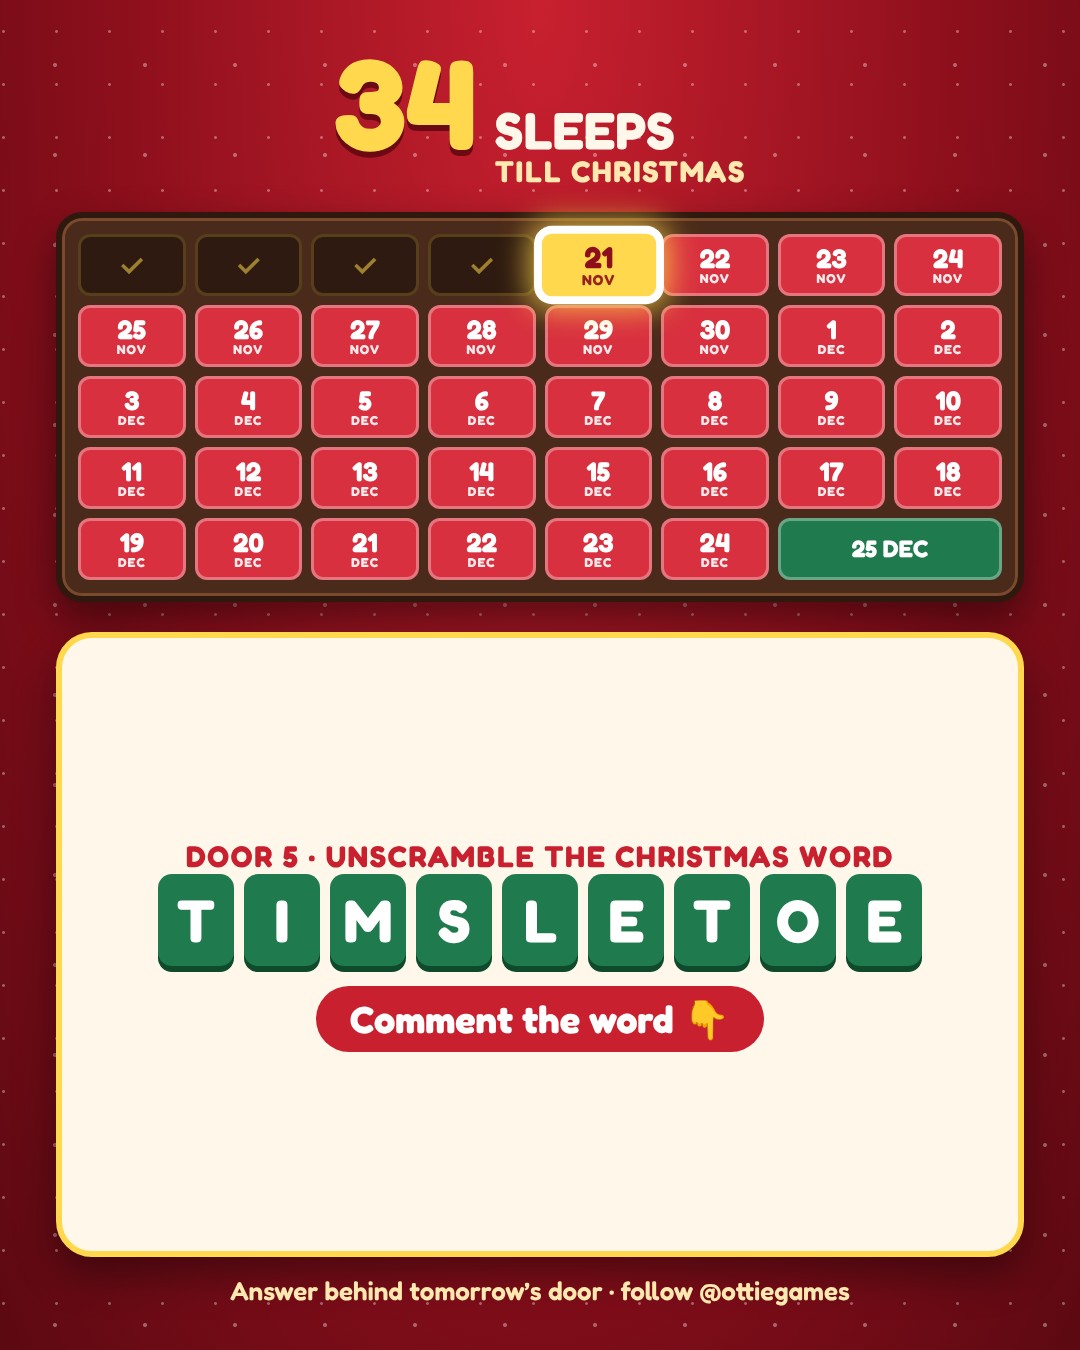 34 SLEEPS
TILL CHRISTMAS
21 NOV 22 NOV 23 NOV 24 NOV
25 NOV 26 NOV 27 NOV 28 NOV 29 NOV 30 NOV 1 DEC 2 DEC
3 DEC 4 DEC 5 DEC 6 DEC 7 DEC 8 DEC 9 DEC 10 DEC
11 DEC 12 DEC 13 DEC 14 DEC 15 DEC 16 DEC 17 DEC 18 DEC
19 DEC 20 DEC 21 DEC 22 DEC 23 DEC 24 DEC 25 DEC
DOOR 5 · UNSCRAMBLE THE CHRISTMAS WORD
T I M S L E T O E
Comment the word 👇
Answer behind tomorrow’s door · follow @ottiegames